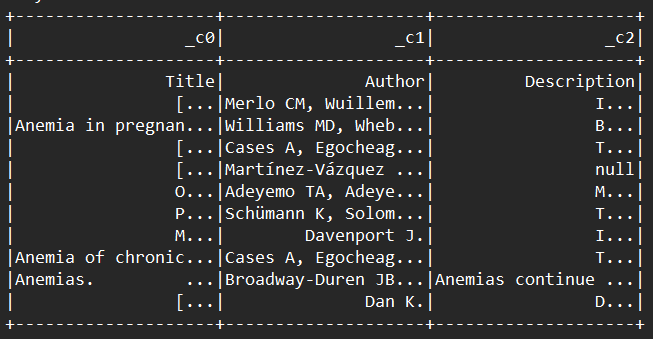 +--------------------+--------------------+--------------------+
|                 _c0|                 _c1|                 _c2|
+--------------------+--------------------+--------------------+
|               Title|              Author|         Description|
|                [...|Merlo CM, Wuillem...|                I...|
|Anemia in pregnan...|Williams MD, Wheb...|                B...|
|                [...|Cases A, Egocheag...|                T...|
|                [...|Martínez-Vázquez ...|                null|
|                O...|Adeyemo TA, Adeye...|                M...|
|                P...|Schümann K, Solom...|                T...|
|                M...|        Davenport J.|                I...|
|Anemia of chronic...|Cases A, Egocheag...|                T...|
|Anemias.         ...|Broadway-Duren JB...|Anemias continue ...|
|                [...|              Dan K.|                D...|
+--------------------+--------------------+--------------------+